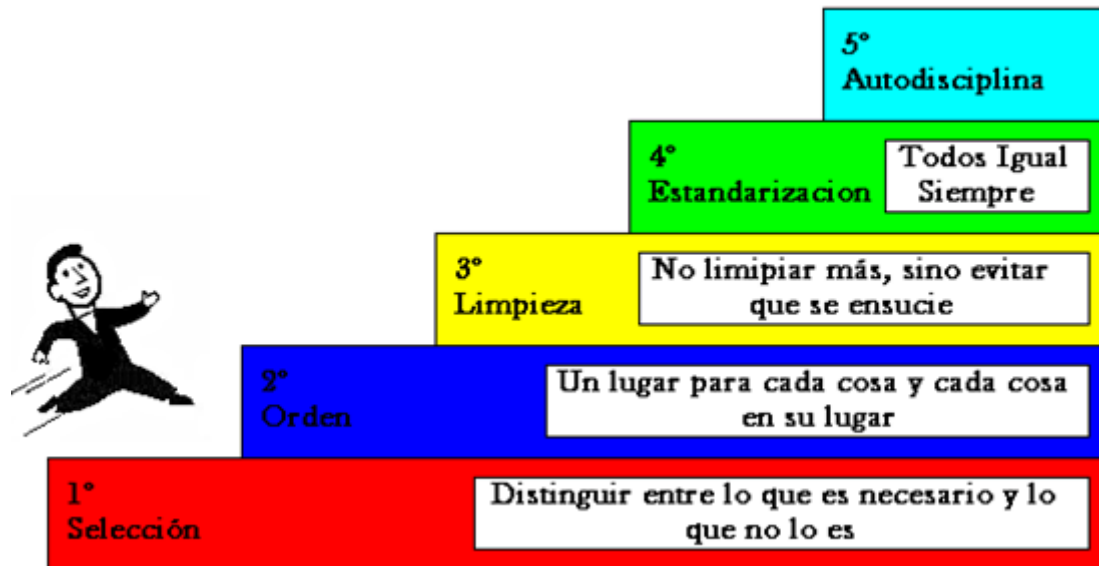 5°
Autodisciplina
4°
Estandarizacion
Todos Igual
Siempre
3°
Limpieza
No limipiar más, sino evitar
que se ensucie
2°
Orden
Un lugar para cada cosa y cada cosa
en su lugar
1°
Selección
Distinguir entre lo que es necesario y lo
que no lo es